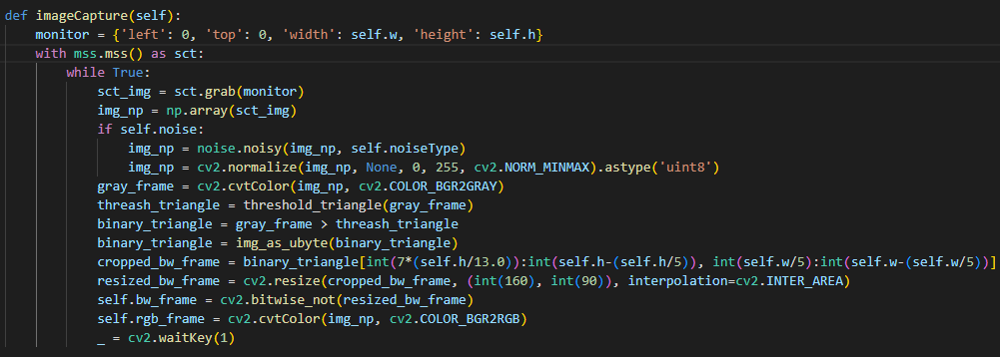 def imageCapture(self):
    monitor = {'left': 0, 'top': 0, 'width': self.w, 'height': self.h}
    with mss.mss() as sct:
        while True:
            sct_img = sct.grab(monitor)
            img_np = np.array(sct_img)
            if self.noise:
                img_np = noise.noisy(img_np, self.noiseType)
                img_np = cv2.normalize(img_np, None, 0, 255, cv2.NORM_MINMAX).astype('uint8')
            gray_frame = cv2.cvtColor(img_np, cv2.COLOR_BGR2GRAY)
            threash_triangle = threshold_triangle(gray_frame)
            binary_triangle = gray_frame > threash_triangle
            binary_triangle = img_as_ubyte(binary_triangle)
            cropped_bw_frame = binary_triangle[int(7*(self.h/13.0)):int(self.h-(self.h/5)), int(self.w/5):int(self.w-(self.w/5))]
            resized_bw_frame = cv2.resize(cropped_bw_frame, (int(160), int(90)), interpolation=cv2.INTER_AREA)
            self.bw_frame = cv2.bitwise_not(resized_bw_frame)
            self.rgb_frame = cv2.cvtColor(img_np, cv2.COLOR_BGR2RGB)
            _ = cv2.waitKey(1)